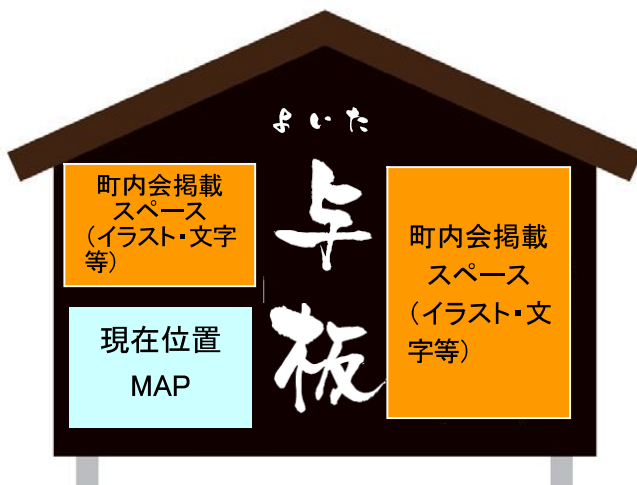 よいた
与板
町内会掲載
スペース
（イラスト・文字
等）
現在位置
MAP
町内会掲載
スペース
（イラスト・文
字等）